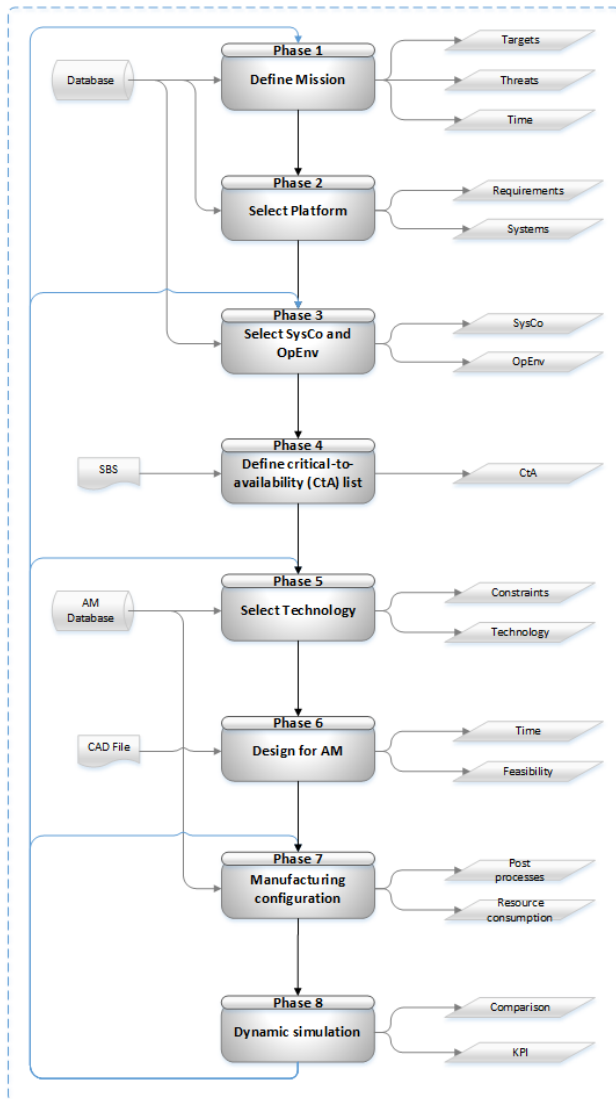 Phase 1
Define Mission
Database
Targets
Threats
Time
Phase 2
Select Platform
Requirements
Systems
Phase 3
Select SysCo and
OpEnv
SysCo
OpEnv
Phase 4
Define critical-to-
availability (CtA) list
SBS
CtA
Phase 5
Select Technology
AM
Database
Constraints
Technology
Phase 6
Design for AM
CAD File
Time
Feasibility
Phase 7
Manufacturing
configuration
Post
processes
Resource
consumption
Phase 8
Dynamic simulation
Comparison
KPI